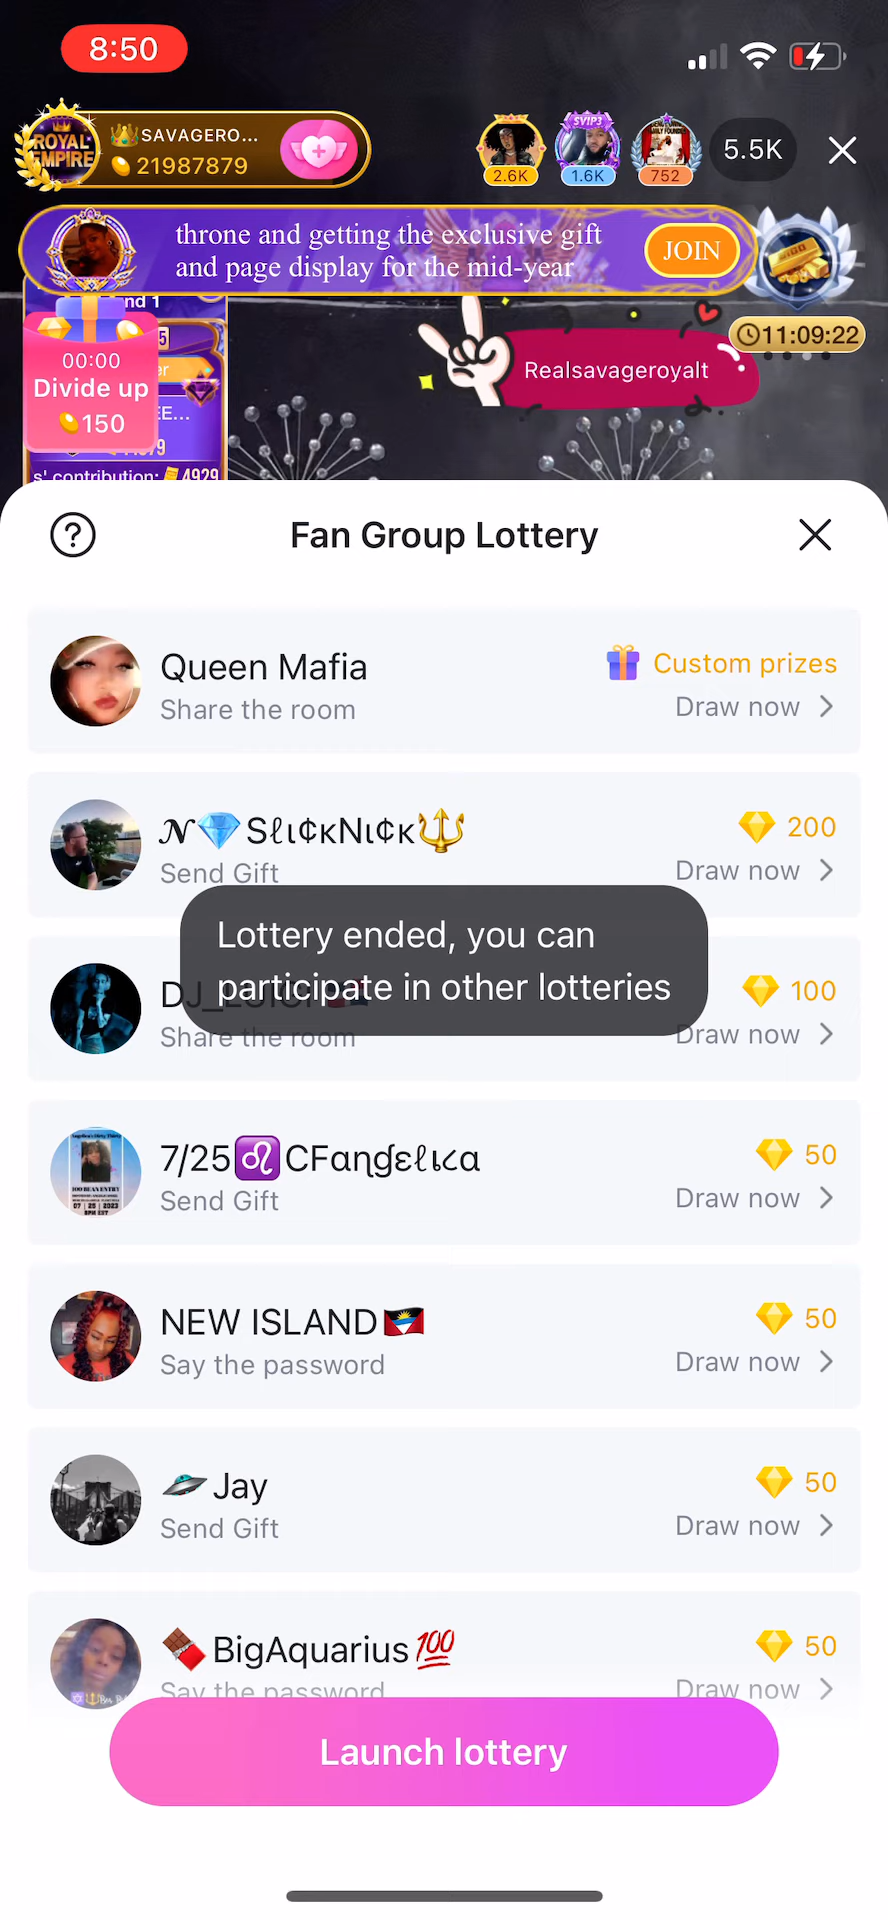 8:50
ROYAL
EMPIRE
👑SAVAGERO...
21987879
2.6K
SVIP3
1.6K
752
5.5K
throne and getting the exclusive gift
and page display for the mid-year
JOIN
nd 1
11:09:22
00:00
Divide up
150
Realsavageroyalt
s' contribution: 4929
Fan Group Lottery
Queen Mafia
Share the room
Custom prizes
Draw now
𝓝💎Sℓι¢кNι¢к🔱
Send Gift
200
Draw now
Lottery ended, you can
participate in other lotteries
Share the room
100
Draw now
7/25♌CFαɳɠɛℓιƈα
Send Gift
50
Draw now
NEW ISLAND🇦🇬
Say the password
50
Draw now
🛸Jay
Send Gift
50
Draw now
🍫BigAquarius💯
Say the password
50
Draw now
Launch lottery